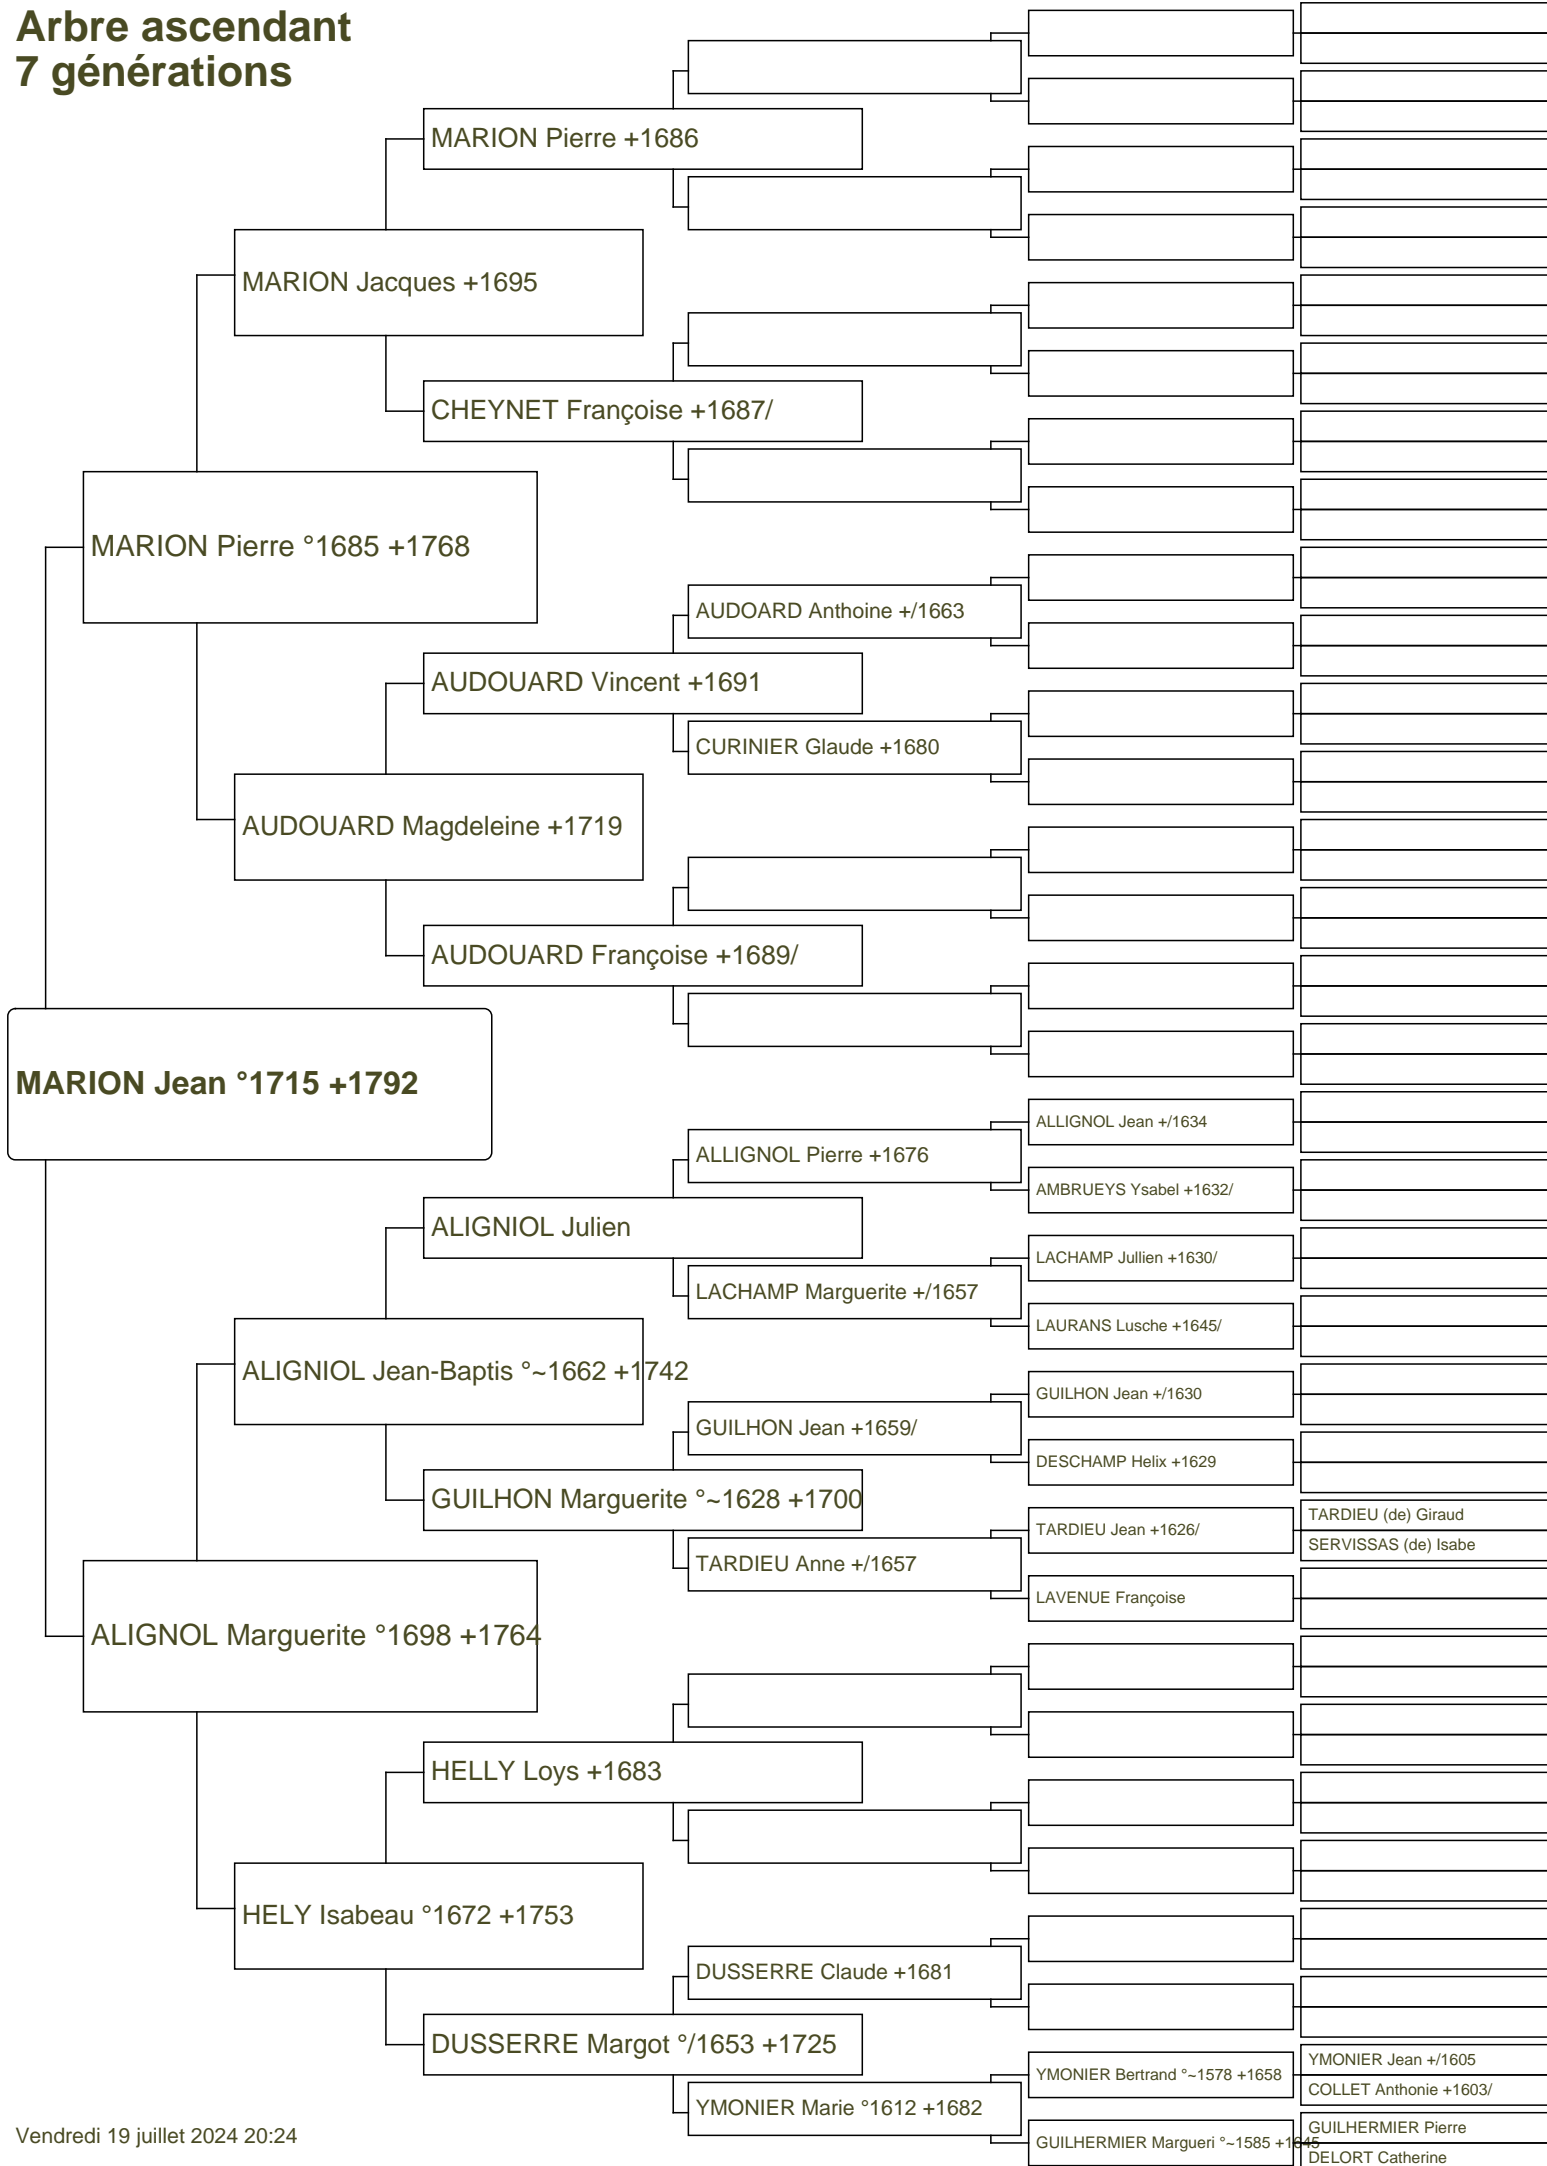 Arbre ascendant
7 générations
MARION Pierre +1686
MARION Jacques +1695
CHEYNET Françoise +1687/
MARION Pierre °1685 +1768
AUDOARD Anthoine +/1663
AUDOUARD Vincent +1691
CURINIER Glaude +1680
AUDOUARD Magdeleine +1719
AUDOUARD Françoise +1689/
MARION Jean °1715 +1792
ALLIGNOL Jean +/1634
ALLIGNOL Pierre +1676
AMBRUEYS Ysabel +1632/
ALIGNIOL Julien
LACHAMP Jullien +1630/
LACHAMP Marguerite +/1657
LAURANS Lusche +1645/
ALIGNIOL Jean-Baptis °~1662 +1742
GUILHON Jean +/1630
GUILHON Jean +1659/
DESCHAMP Helix +1629
GUILHON Marguerite °~1628 +1700
TARDIEU (de) Giraud
TARDIEU Jean +1626/
SERVISSAS (de) Isabe
TARDIEU Anne +/1657
LAVENUE Françoise
ALIGNOL Marguerite °1698 +1764
HELLY Loys +1683
HELY Isabeau °1672 +1753
DUSSERRE Claude +1681
DUSSERRE Margot °/1653 +1725
YMONIER Jean +/1605
YMONIER Bertrand °~1578 +1658
COLLET Anthonie +1603/
YMONIER Marie °1612 +1682
GUILHERMIER Pierre
GUILHERMIER Margueri °~1585 +1645
DELORT Catherine
Vendredi 19 juillet 2024 20:24